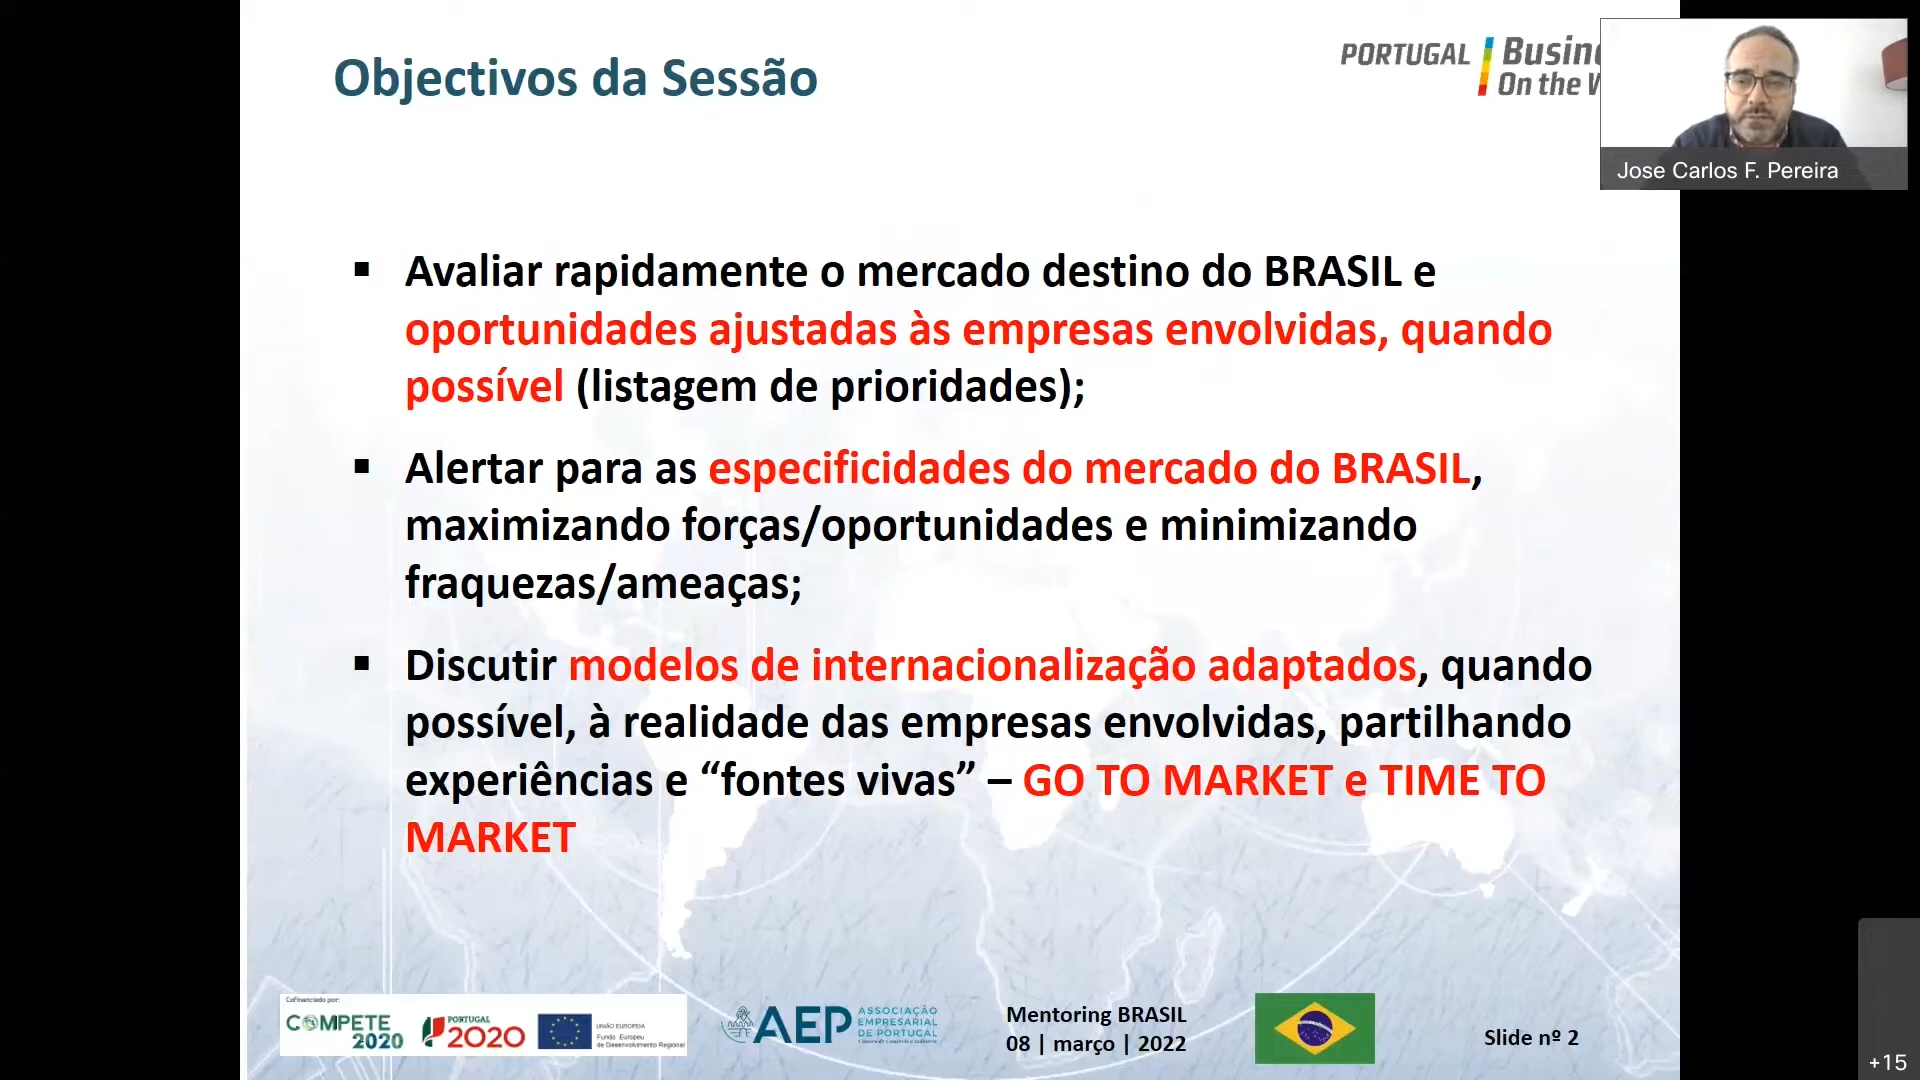 Objectivos da Sessão
PORTUGAL
Busine
On the W
Jose Carlos F. Pereira
▪ Avaliar rapidamente o mercado destino do BRASIL e
oportunidades ajustadas às empresas envolvidas, quando
possível (listagem de prioridades);
▪ Alertar para as especificidades do mercado do BRASIL,
maximizando forças/oportunidades e minimizando
fraquezas/ameaças;
▪ Discutir modelos de internacionalização adaptados, quando
possível, à realidade das empresas envolvidas, partilhando
experiências e “fontes vivas” – GO TO MARKET e TIME TO
MARKET
Cofinanciado por:
COMPETE
2020
PORTUGAL
2020
UNIÃO EUROPEIA
Fundo Europeu
de Desenvolvimento Regional
AEP
ASSOCIAÇÃO
EMPRESARIAL
DE PORTUGAL
Câmara de Comércio e Indústria
Mentoring BRASIL
08 | março | 2022
Slide nº 2
+15